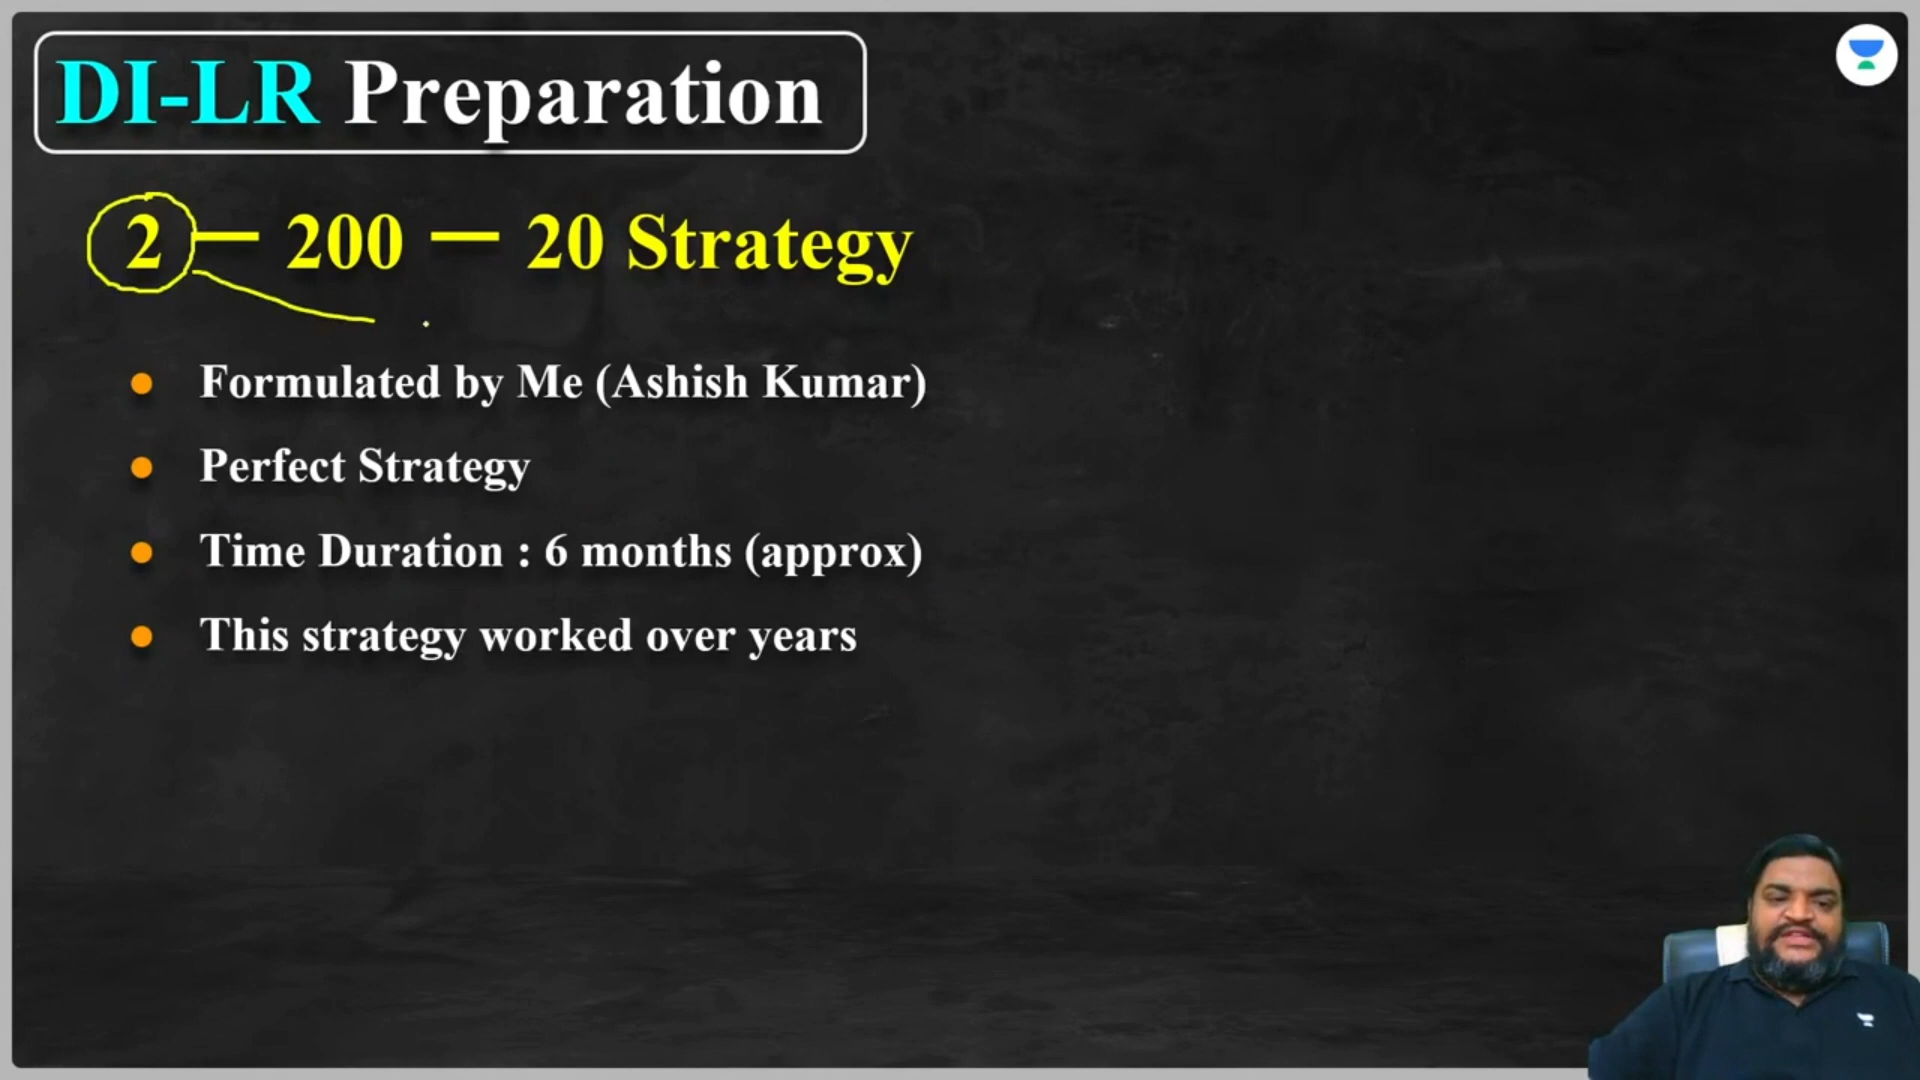 DI-LR Preparation
2 — 200 — 20 Strategy
Formulated by Me (Ashish Kumar)
Perfect Strategy
Time Duration : 6 months (approx)
This strategy worked over years